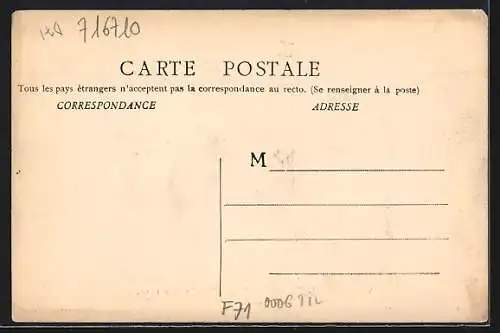 716710
CARTE POSTALE
Tous les pays étrangers n'acceptent pas la correspondance au recto. (Se renseigner à la poste)
CORRESPONDANCE ADRESSE
M
F71